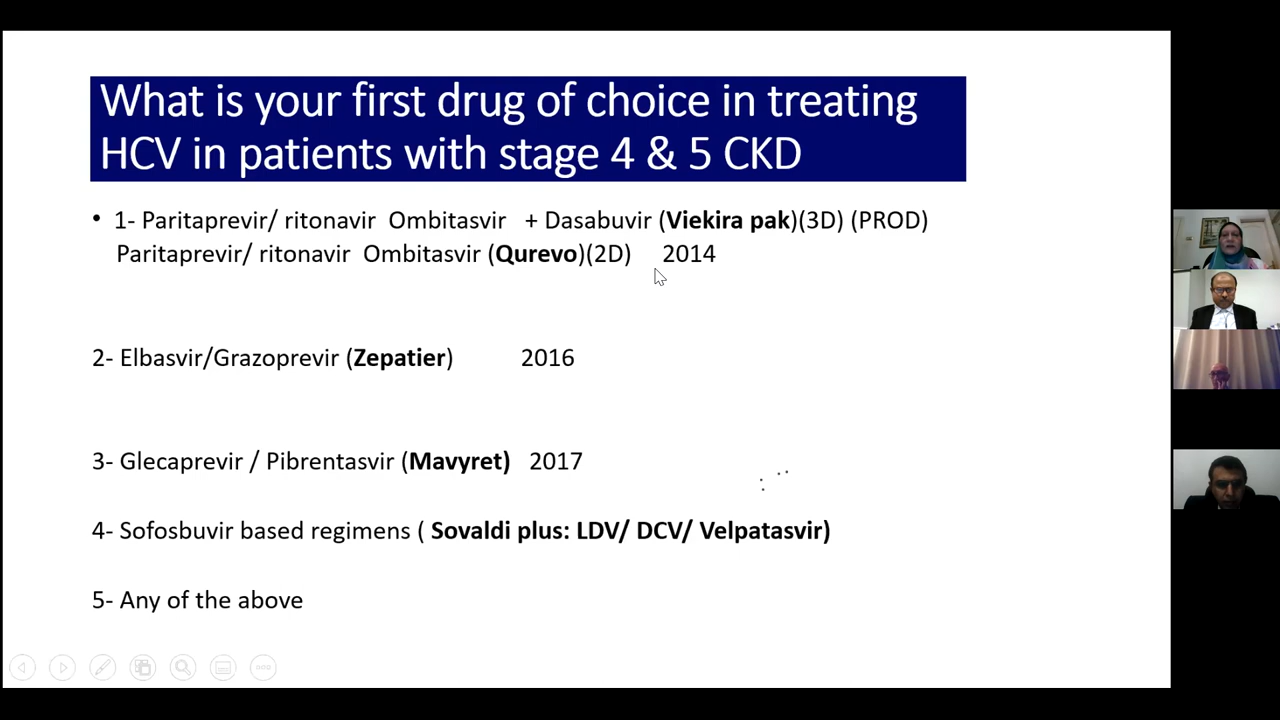 What is your first drug of choice in treating
HCV in patients with stage 4 & 5 CKD
• 1- Paritaprevir/ ritonavir Ombitasvir + Dasabuvir (Viekira pak)(3D) (PROD)
Paritaprevir/ ritonavir Ombitasvir (Qurevo)(2D) 2014
2- Elbasvir/Grazoprevir (Zepatier) 2016
3- Glecaprevir / Pibrentasvir (Mavyret) 2017
4- Sofosbuvir based regimens ( Sovaldi plus: LDV/ DCV/ Velpatasvir)
5- Any of the above